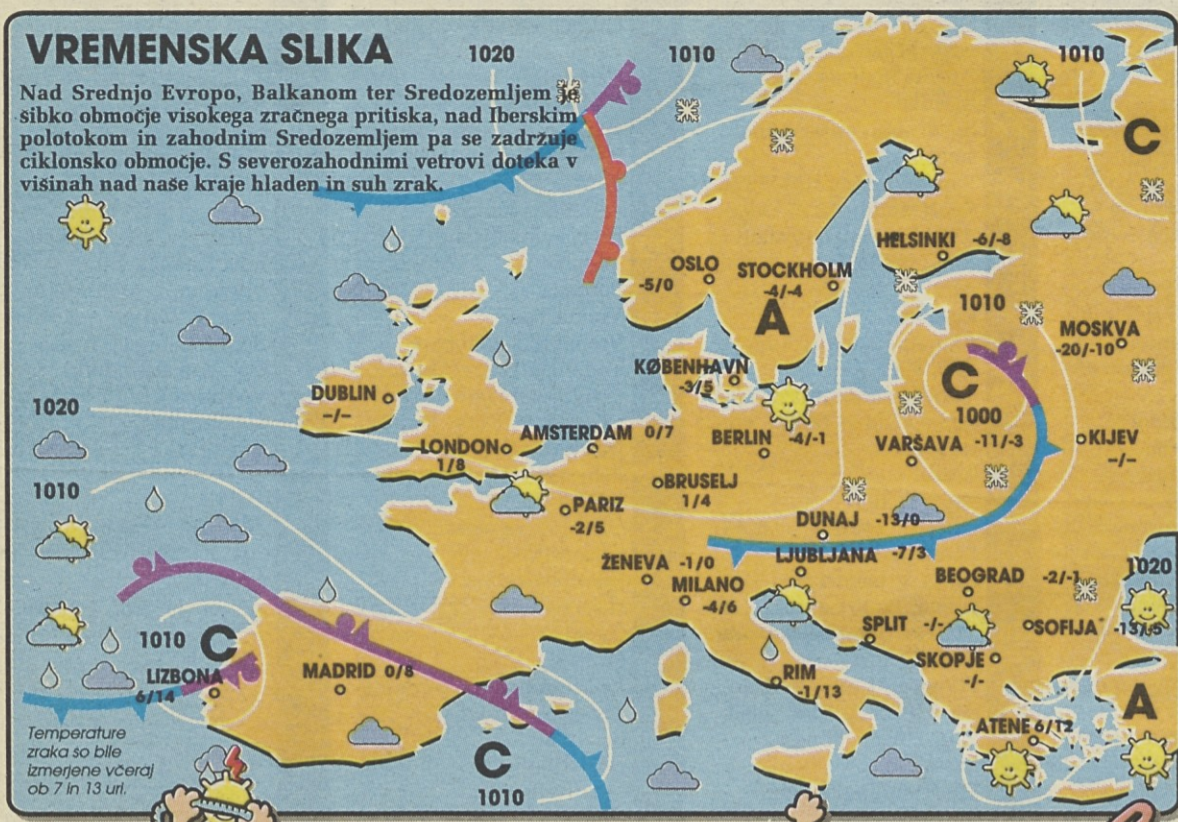 VREMENSKA SLIKA
Nad Srednjo Evropo, Balkanom ter Sredozemljem je
šibko območje visokega zračnega pritiska, nad Iberskim
polotokom in zahodnim Sredozemljem pa se zadržuje
ciklonsko območje. S severozahodnimi vetrovi doteka v
višinah nad naše kraje hladen in suh zrak.
1020
1010
1010
C
HELSINKI -6/-8
OSLO
-5/0
STOCKHOLM
-4/-4
A
1010
MOSKVA
-20/-10
KØBENHAVN
-3/5
C
1000
DUBLIN
-/-
1020
LONDON
1/8
AMSTERDAM 0/7
BERLIN -4/-1
VARŠAVA -11/-3
KIJEV
-/-
1010
BRUSELJ
1/4
PARIZ
-2/5
DUNAJ -13/0
LJUBLJANA -7/3
ŽENEVA -1/0
MILANO
-4/6
BEOGRAD -2/-1
1020
SPLIT -/-
SOFIJA -13/-5
SKOPJE
-/-
1010
C
LIZBONA
6/14
MADRID 0/8
RIM
-1/13
A
ATENE 6/12
C
1010
Temperature
zraka so bile
izmerjene včeraj
ob 7 in 13 uri.